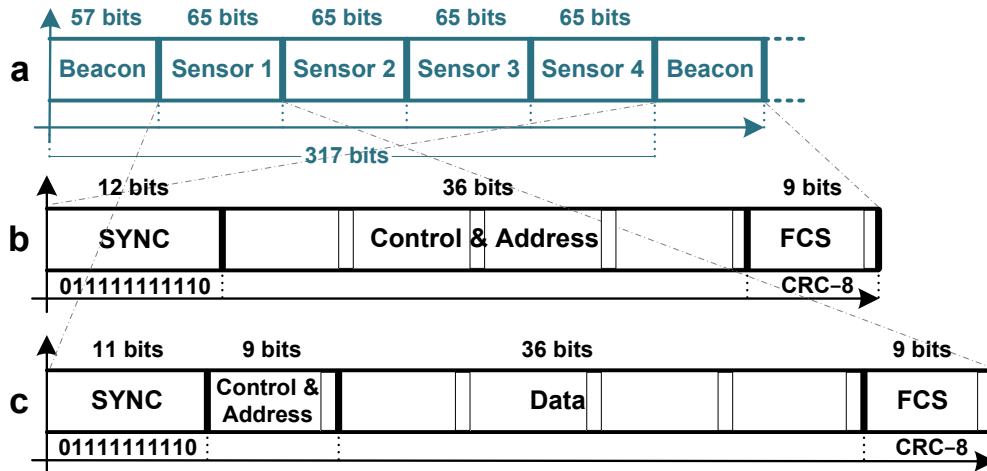 57 bits 65 bits 65 bits 65 bits 65 bits
a Beacon Sensor 1 Sensor 2 Sensor 3 Sensor 4 Beacon
317 bits
12 bits 36 bits 9 bits
b SYNC Control & Address FCS
011111111110 CRC–8
11 bits 9 bits 36 bits 9 bits
c SYNC Control & Address Data FCS
01111111110 CRC–8